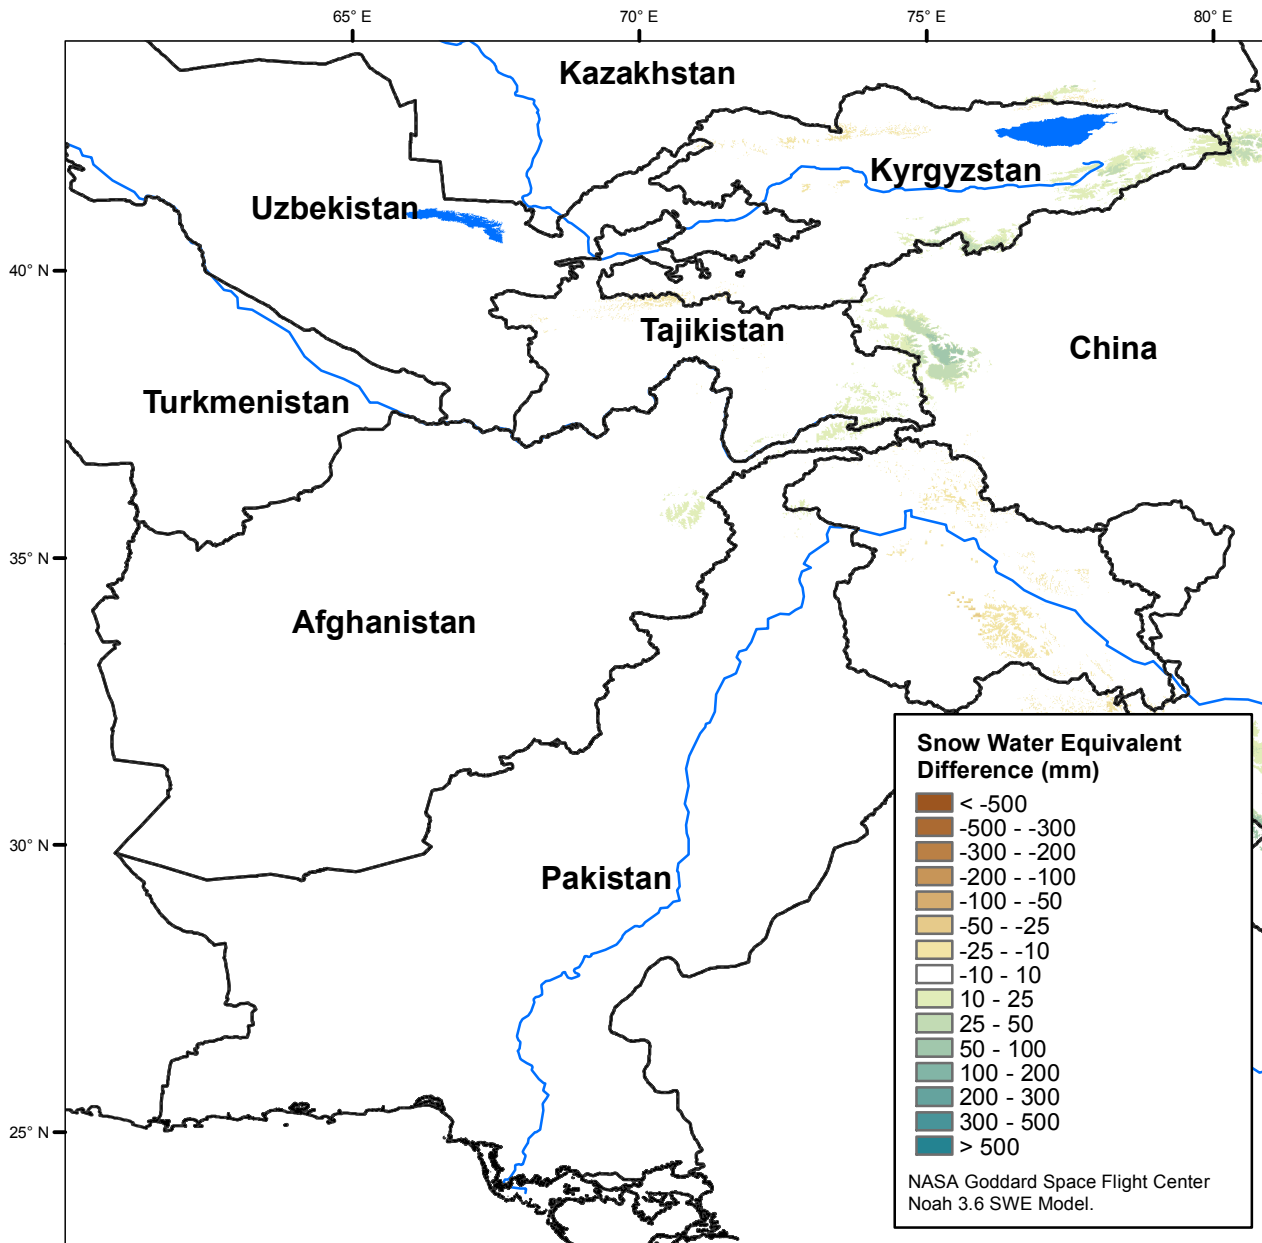 65° E
70° E
75° E
80° E
Kazakhstan
Kyrgyzstan
Uzbekistan
40° N
Tajikistan
China
Turkmenistan
35° N
Afghanistan
30° N
Pakistan
25° N
Snow Water Equivalent
Difference (mm)
< -500
-500 - -300
-300 - -200
-200 - -100
-100 - -50
-50 - -25
-25 - -10
-10 - 10
10 - 25
25 - 50
50 - 100
100 - 200
200 - 300
300 - 500
> 500
NASA Goddard Space Flight Center
Noah 3.6 SWE Model.